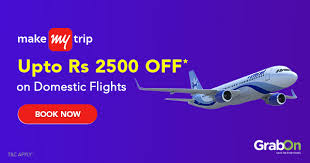 make my trip
Upto Rs 2500 OFF*
on Domestic Flights
BOOK NOW
T&C APPLY
GrabOn